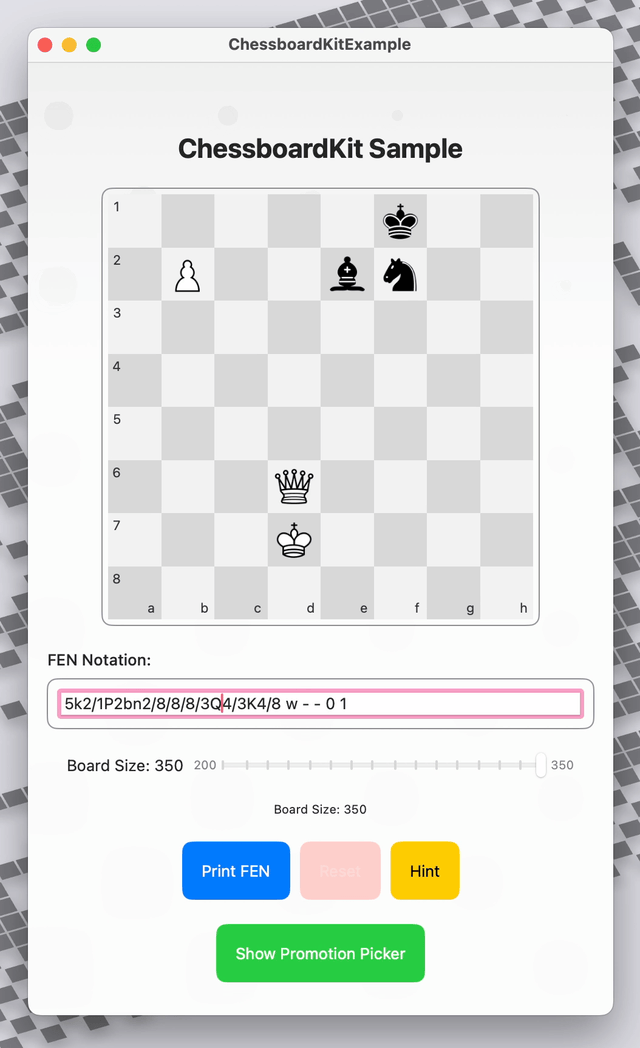 ChessboardKitExample
ChessboardKit Sample
1
2
3
4
5
6
7
8
a b c d e f g h
FEN Notation:
5k2/1P2bn2/8/8/8/3Q4/3K4/8 w - - 0 1
Board Size: 350 200 350
Board Size: 350
Print FEN Reset Hint
Show Promotion Picker